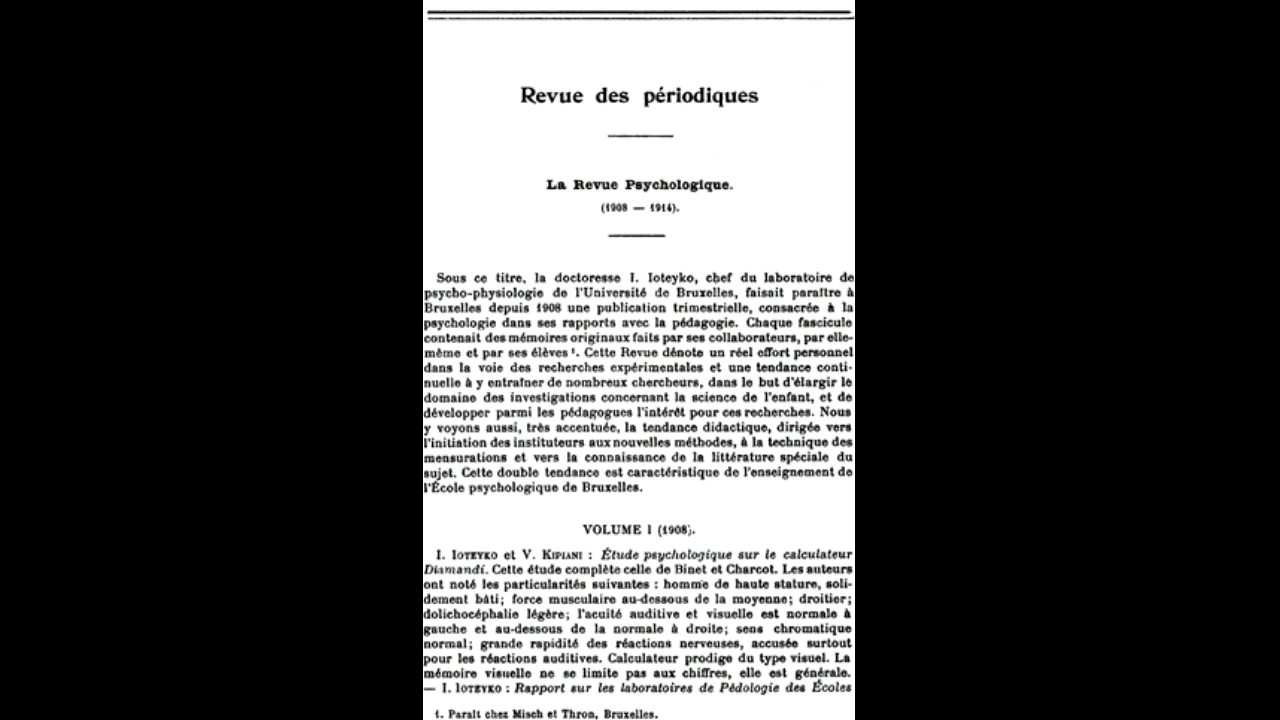 Revue des périodiques
La Revue Psychologique.
(1908 — 1914).
Sous ce titre, la doctoresse I. Ioteyko, chef du laboratoire de
psycho-physiologie de l'Université de Bruxelles, faisait paraître à
Bruxelles depuis 1908 une publication trimestrielle, consacrée à la
psychologie dans ses rapports avec la pédagogie. Chaque fascicule
contenait des mémoires originaux faits par ses collaborateurs, par elle-
même et par ses élèves ¹. Cette Revue dénote un réel effort personnel
dans la voie des recherches expérimentales et une tendance conti-
nuelle à y entraîner de nombreux chercheurs, dans le but d'élargir le
domaine des investigations concernant la science de l'enfant, et de
développer parmi les pédagogues l'intérêt pour ces recherches. Nous
y voyons aussi, très accentuée, la tendance didactique, dirigée vers
l'initiation des instituteurs aux nouvelles méthodes, à la technique des
mensurations et vers la connaissance de la littérature spéciale du
sujet. Cette double tendance est caractéristique de l'enseignement de
l'École psychologique de Bruxelles.
VOLUME I (1908).
I. Ioteyko et V. Kipiani : Étude psychologique sur le calculateur
Diamandi. Cette étude complète celle de Binet et Charcot. Les auteurs
ont noté les particularités suivantes : homme de haute stature, soli-
dement bâti; force musculaire au-dessous de la moyenne; droitier;
dolichocéphalie légère; l'acuité auditive et visuelle est normale à
gauche et au-dessous de la normale à droite; sens chromatique
normal; grande rapidité des réactions nerveuses, accusée surtout
pour les réactions auditives. Calculateur prodige du type visuel. La
mémoire visuelle ne se limite pas aux chiffres, elle est générale.
— I. Ioteyko : Rapport sur les laboratoires de Pédologie des Écoles
1. Paraît chez Misch et Thron, Bruxelles.